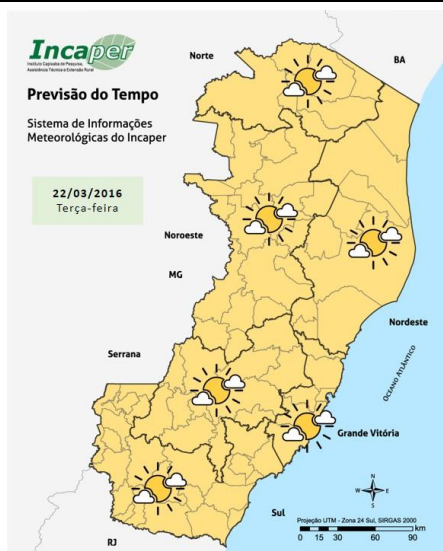 Incaper
Instituto Capixaba de Pesquisa,
Assistência Técnica e Extensão Rural
Previsão do Tempo
Sistema de Informações
Meteorológicas do Incaper
22/03/2016
Terça-feira
Norte
BA
Noroeste
MG
Nordeste
Serrana
OCEANO ATLÂNTICO
Grande Vitória
Sul
RJ
N
W
E
S
Projeção UTM - Zona 24 Sul, SIRGAS 2000
km
0 15 30 60 90